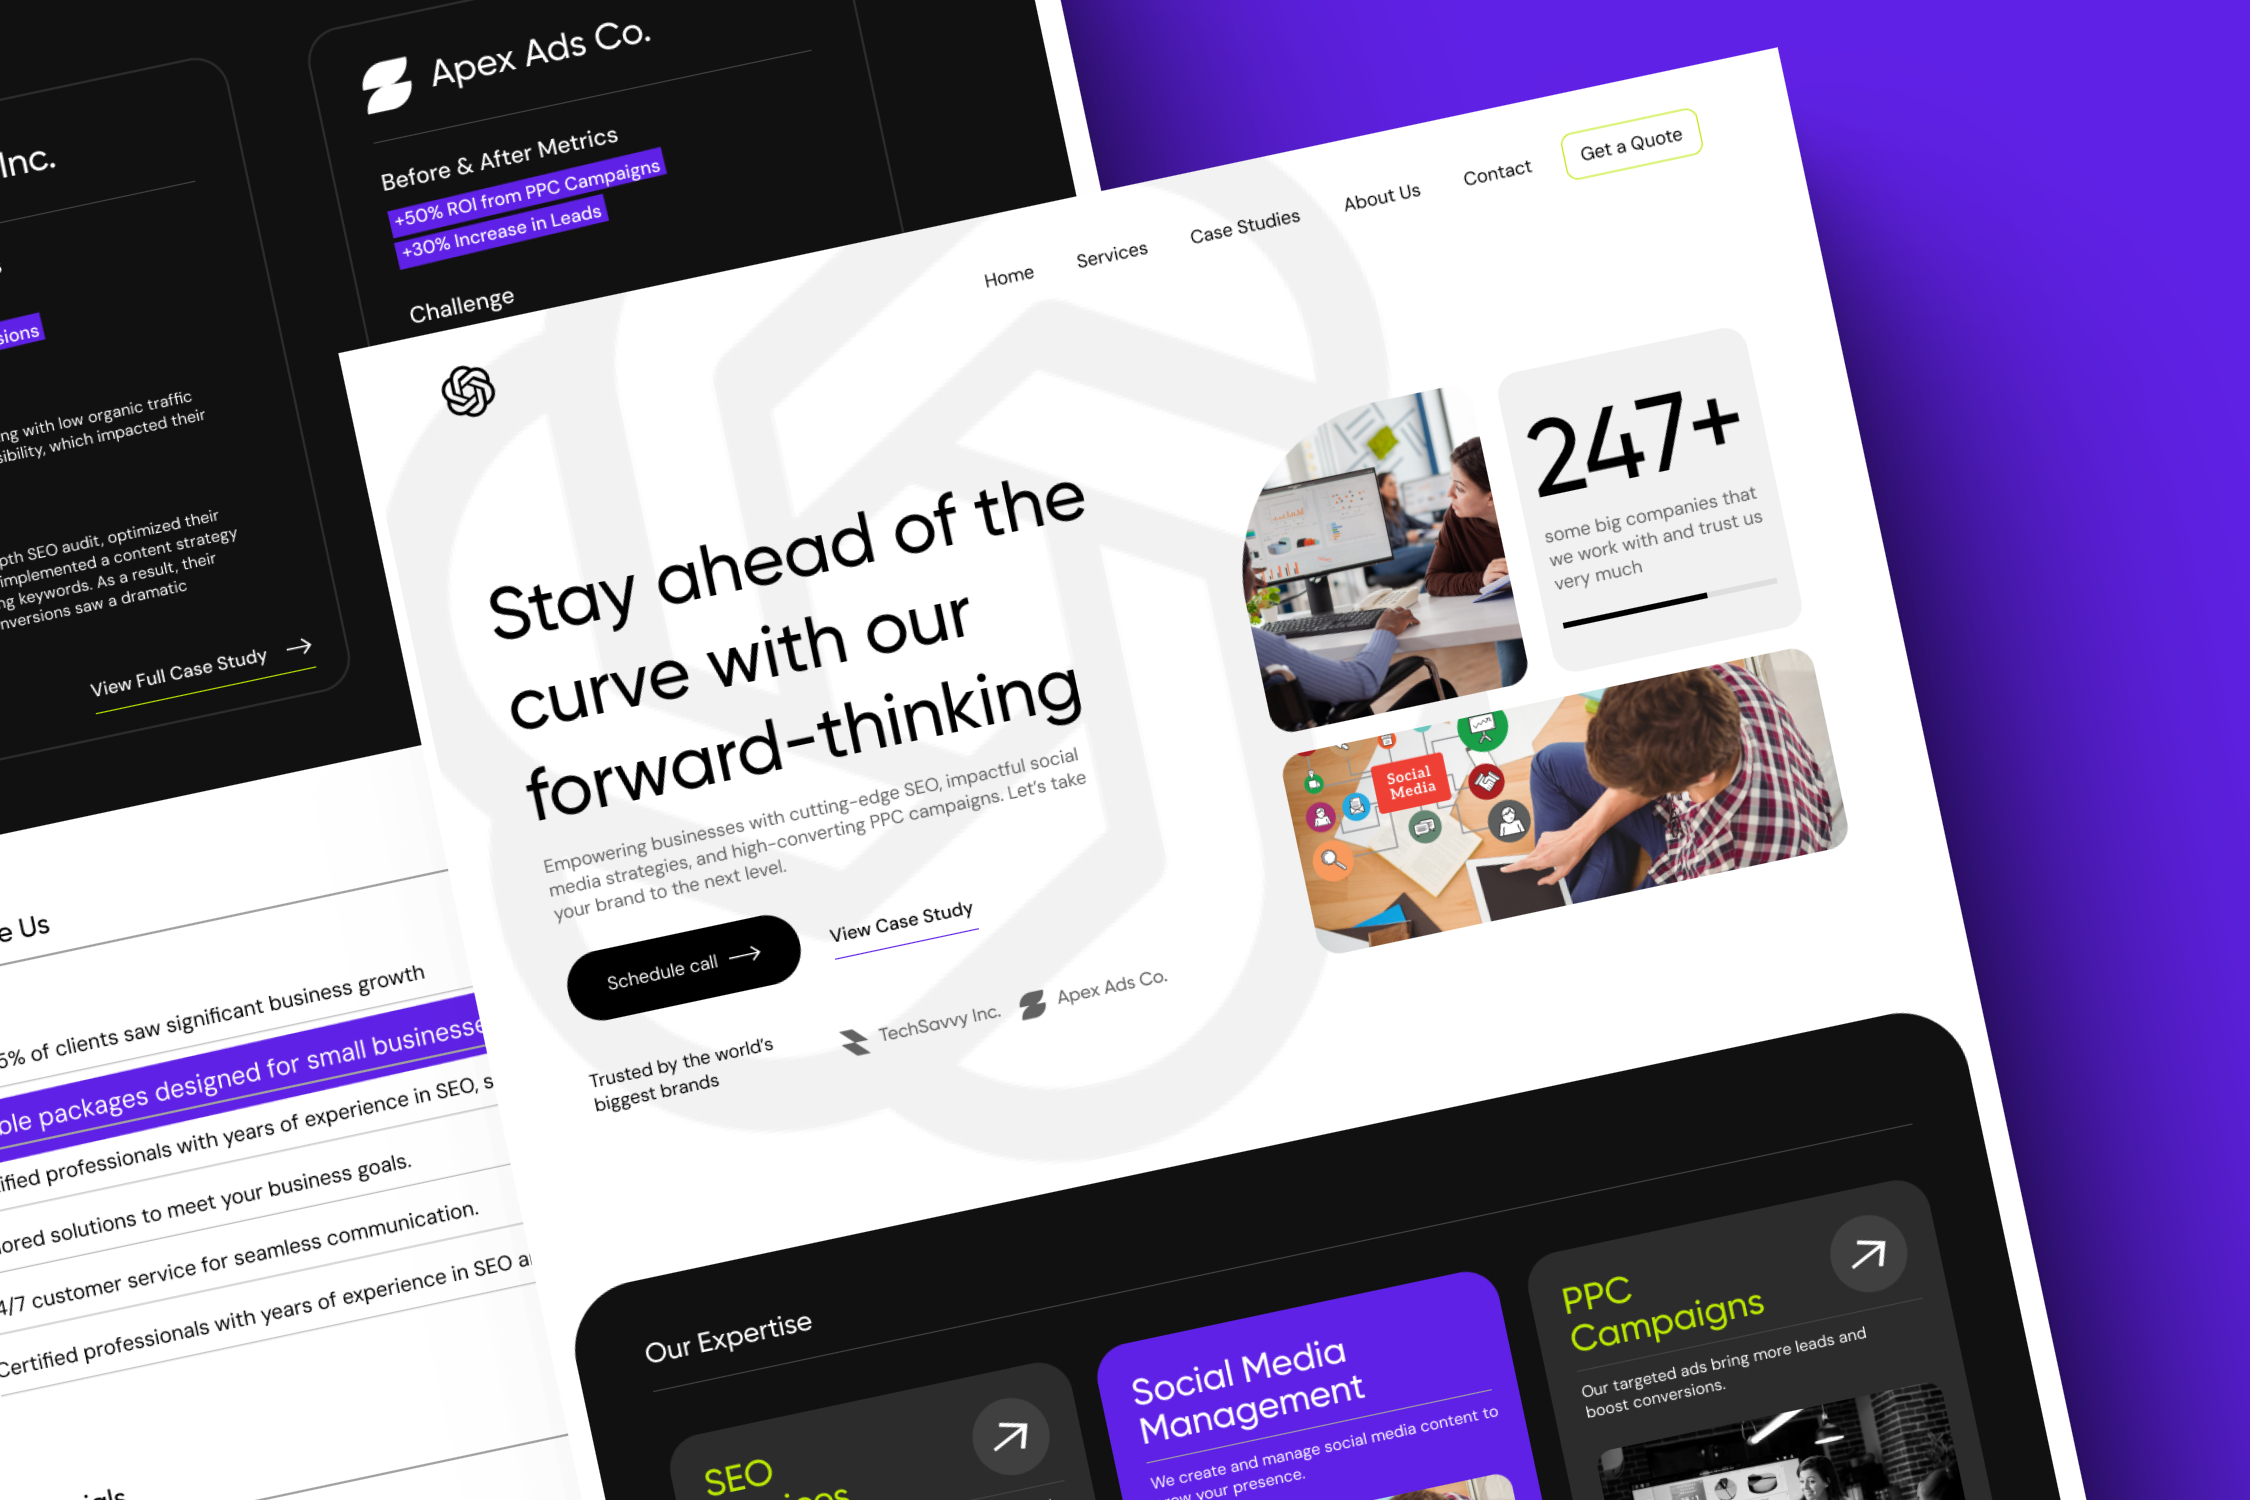 Inc.
sions
ng with low organic traffic
sibility, which impacted their
pth SEO audit, optimized their
implemented a content strategy
ng keywords. As a result, their
nversions saw a dramatic
View Full Case Study
Apex Ads Co.
Before & After Metrics
+50% ROI from PPC Campaigns
+30% Increase in Leads
Challenge
e Us
5% of clients saw significant business growth
ble packages designed for small businesse
ified professionals with years of experience in SEO, s
ored solutions to meet your business goals.
4/7 customer service for seamless communication.
Certified professionals with years of experience in SEO a
Home
Services
Case Studies
About Us
Contact
Get a Quote
Stay ahead of the
curve with our
forward-thinking
Empowering businesses with cutting-edge SEO, impactful social
media strategies, and high-converting PPC campaigns. Let's take
your brand to the next level.
Schedule call
View Case Study
Trusted by the world's
biggest brands
TechSavvy Inc.
Apex Ads Co.
247+
some big companies that
we work with and trust us
very much
Social
Media
Our Expertise
SEO
Social Media
Management
We create and manage social media content to
your presence.
PPC
Campaigns
Our targeted ads bring more leads and
boost conversions.